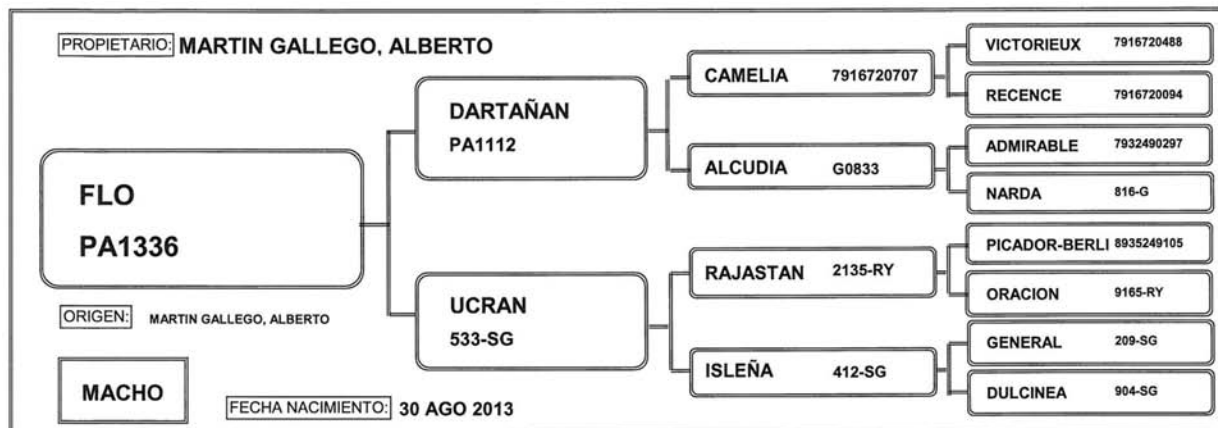 PROPIETARIO: MARTIN GALLEGO, ALBERTO
FLO
PA1336
ORIGEN: MARTIN GALLEGO, ALBERTO
MACHO
FECHA NACIMIENTO: 30 AGO 2013
DARTAÑAN
PA1112
UCRAN
533-SG
CAMELIA 7916720707
ALCUDIA G0833
RAJASTAN 2135-RY
ISLEÑA 412-SG
VICTORIEUX 7916720488
RECENCE 7916720094
ADMIRABLE 7932490297
NARDA 816-G
PICADOR-BERLI 8935249105
ORACION 9165-RY
GENERAL 209-SG
DULCINEA 904-SG